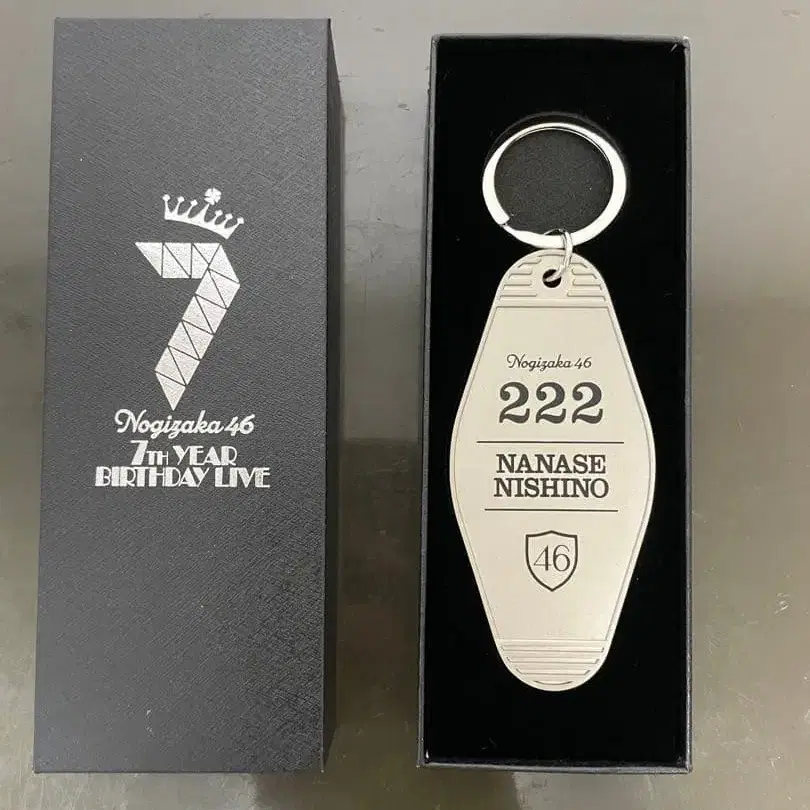 7
Nogizaka 46
7TH YEAR
BIRTHDAY LIVE
Nogizaka 46
222
NANASE
NISHINO
46